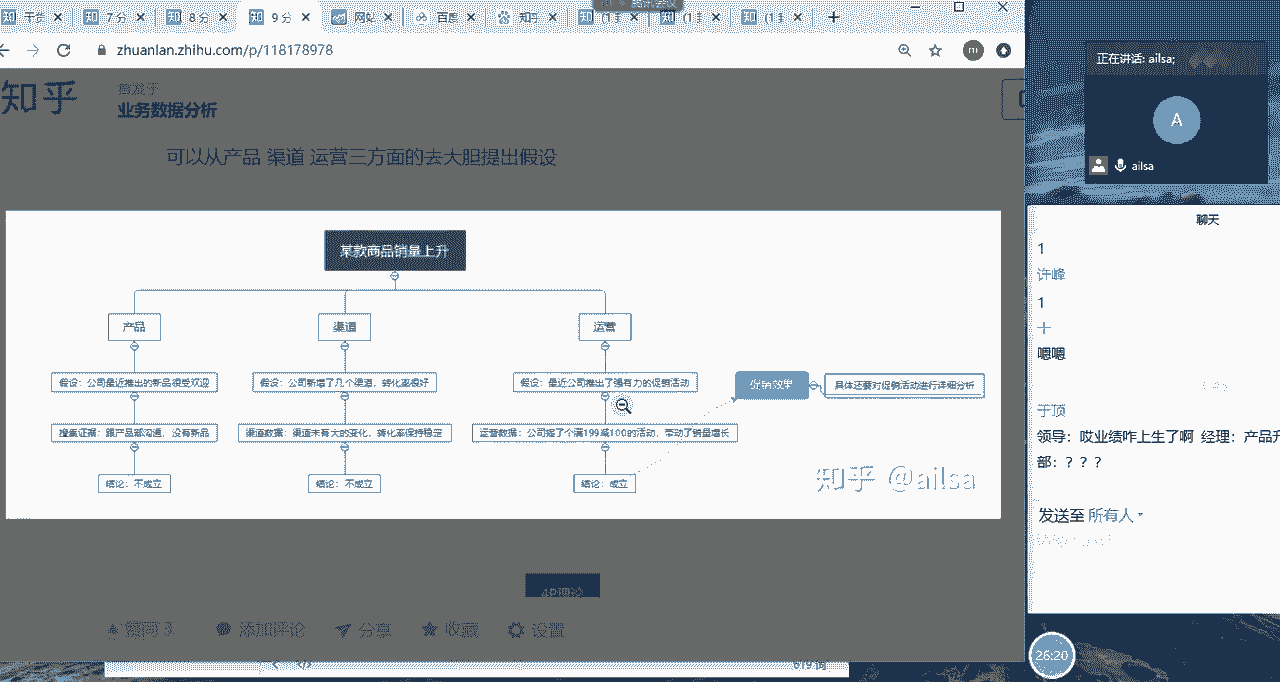 知 7分 × 知 8分 × 知 9分 × 网站 × 百度 × 知乎 × 知 (1 × (1 × 知 (1 × +
zhuanlan.zhihu.com/p/118178978
知乎
首发于
业务数据分析
可以从产品 渠道 运营三方面的去大胆提出假设
某款商品销量上升
产品 渠道 运营
假设：公司最近推出的新品很受欢迎 假设：公司新增了几个渠道，转化率很好 假设：最近公司推出了强有力的促销活动 促销效果 具体还要对促销活动进行详细分析
搜集证据：跟产品部沟通，没有新品 渠道数据：渠道未有大的变化，转化率保持稳定 运营数据：公司搞了个满199减100的活动，带动了销量增长
结论：不成立 结论：不成立 结论：成立
知乎 @ailsa
4P理论
赞同 3 添加评论 分享 收藏 设置
619 词
正在讲话: ailsa;
A
ailsa
聊天
1
许峰
1
十
嗯嗯
于顶
领导：哎业绩咋上生了啊 经理：产品升
部：？？？
发送至 所有人
26:20